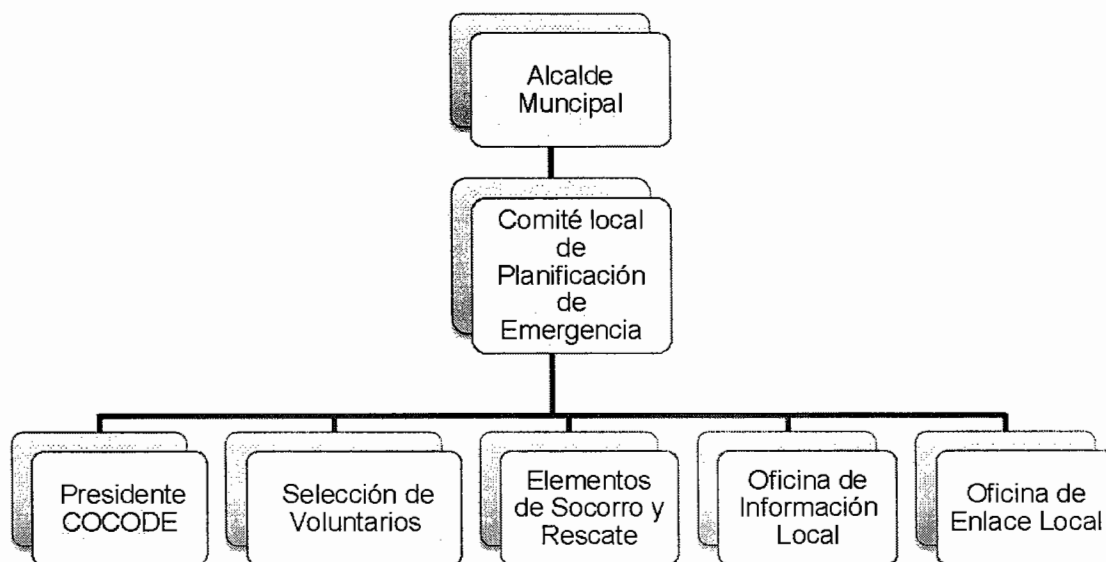 Alcalde
Muncipal
Comité local
de
Planificación
de
Emergencia
Presidente
COCODE
Selección de
Voluntarios
Elementos
de Socorro y
Rescate
Oficina de
Información
Local
Oficina de
Enlace Local